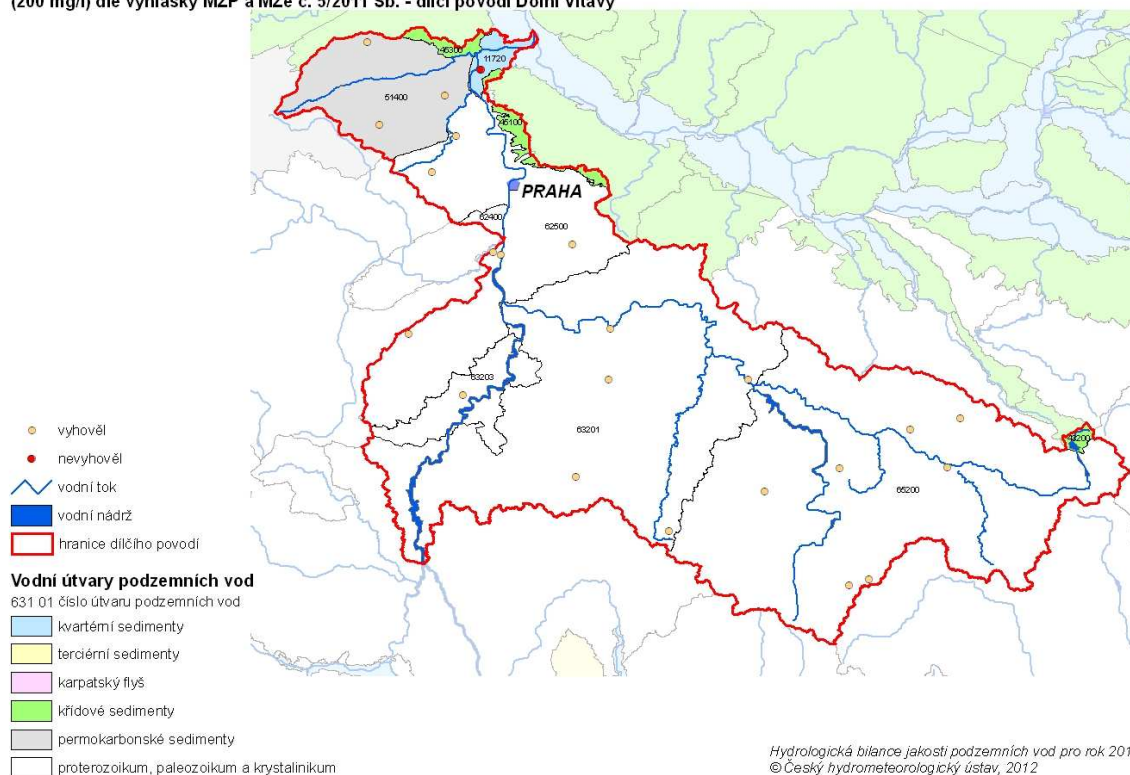 (200 mg/l) dle vyhlášky MŽP a MZe č. 5/2011 Sb. - dílčí povodí Dolní Vltavy
46300
11720
51400
45100
PRAHA
62400
62500
63203
63201
65200
vyhověl
nevyhověl
vodní tok
vodní nádrž
hranice dílčího povodí
Vodní útvary podzemních vod
631 01 číslo útvaru podzemních vod
kvartérní sedimenty
terciérní sedimenty
karpatský flyš
křídové sedimenty
permokarbonské sedimenty
proterozoikum, paleozoikum a krystalinikum
Hydrologická bilance jakosti podzemních vod pro rok 201
© Český hydrometeorologický ústav, 2012